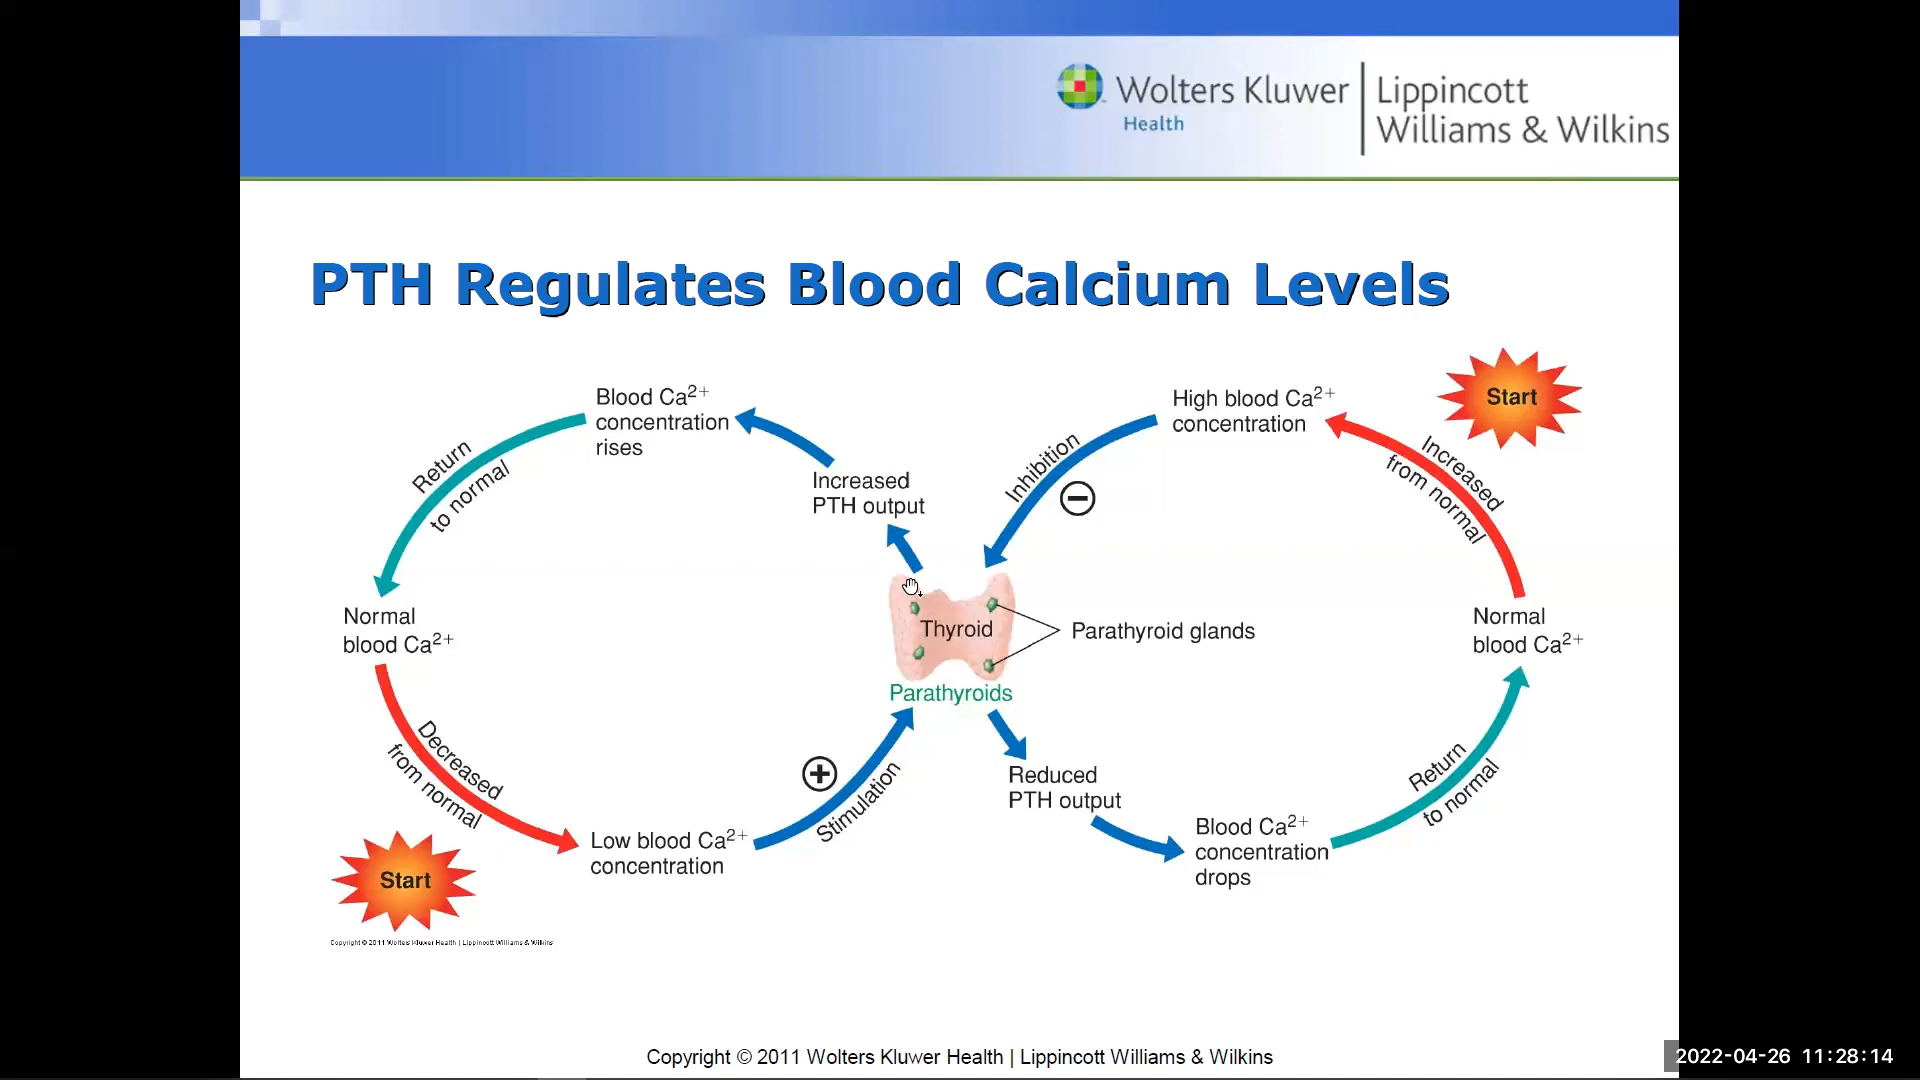 Wolters Kluwer
Health
Lippincott
Williams & Wilkins
PTH Regulates Blood Calcium Levels
Blood Ca2+
concentration
rises
Return
to normal
Increased
PTH output
Normal
blood Ca2+
Decreased
from normal
Start
Low blood Ca2+
concentration
+
Stimulation
High blood Ca2+
concentration
Start
Inhibition
−
Increased
from normal
Thyroid
Parathyroid glands
Parathyroids
Normal
blood Ca2+
Reduced
PTH output
Blood Ca2+
concentration
drops
Return
to normal
Copyright © 2011 Wolters Kluwer Health | Lippincott Williams & Wilkins
Copyright © 2011 Wolters Kluwer Health | Lippincott Williams & Wilkins
2022-04-26 11:28:14